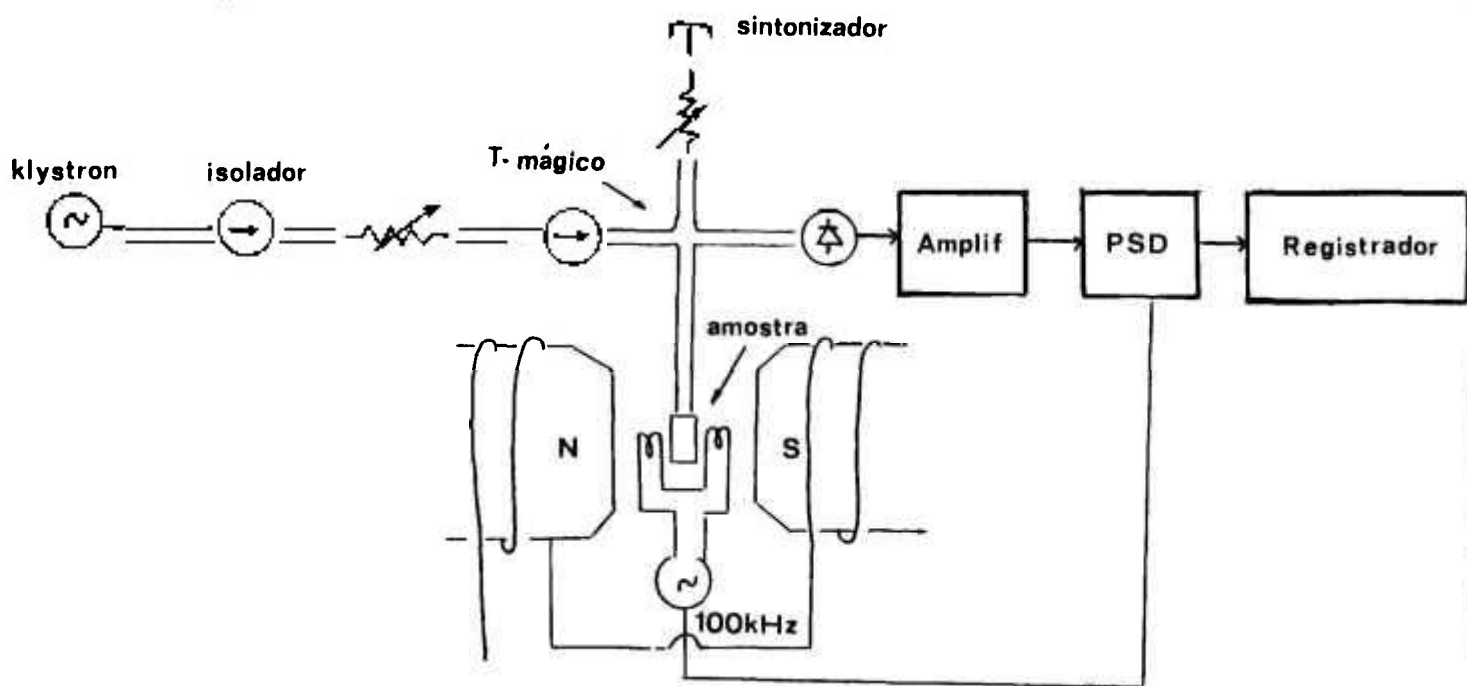 sintonizador
T- mágico
klystron
isolador
Amplif
PSD
Registrador
amostra
N
S
100kHz